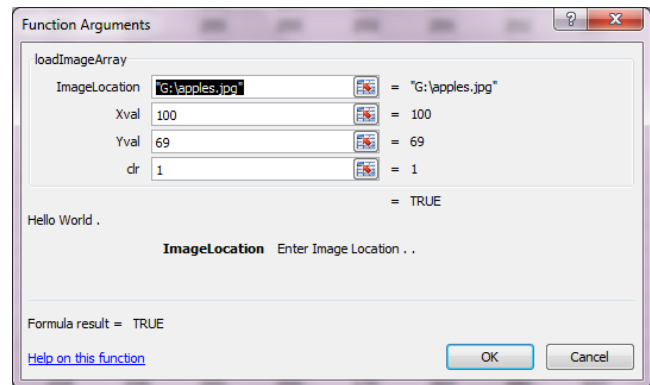 Function Arguments
loadImageArray
ImageLocation "G:\apples.jpg" = "G:\apples.jpg"
Xval 100 = 100
Yval 69 = 69
clr 1 = 1
= TRUE
Hello World .
ImageLocation Enter Image Location . .
Formula result = TRUE
Help on this function OK Cancel